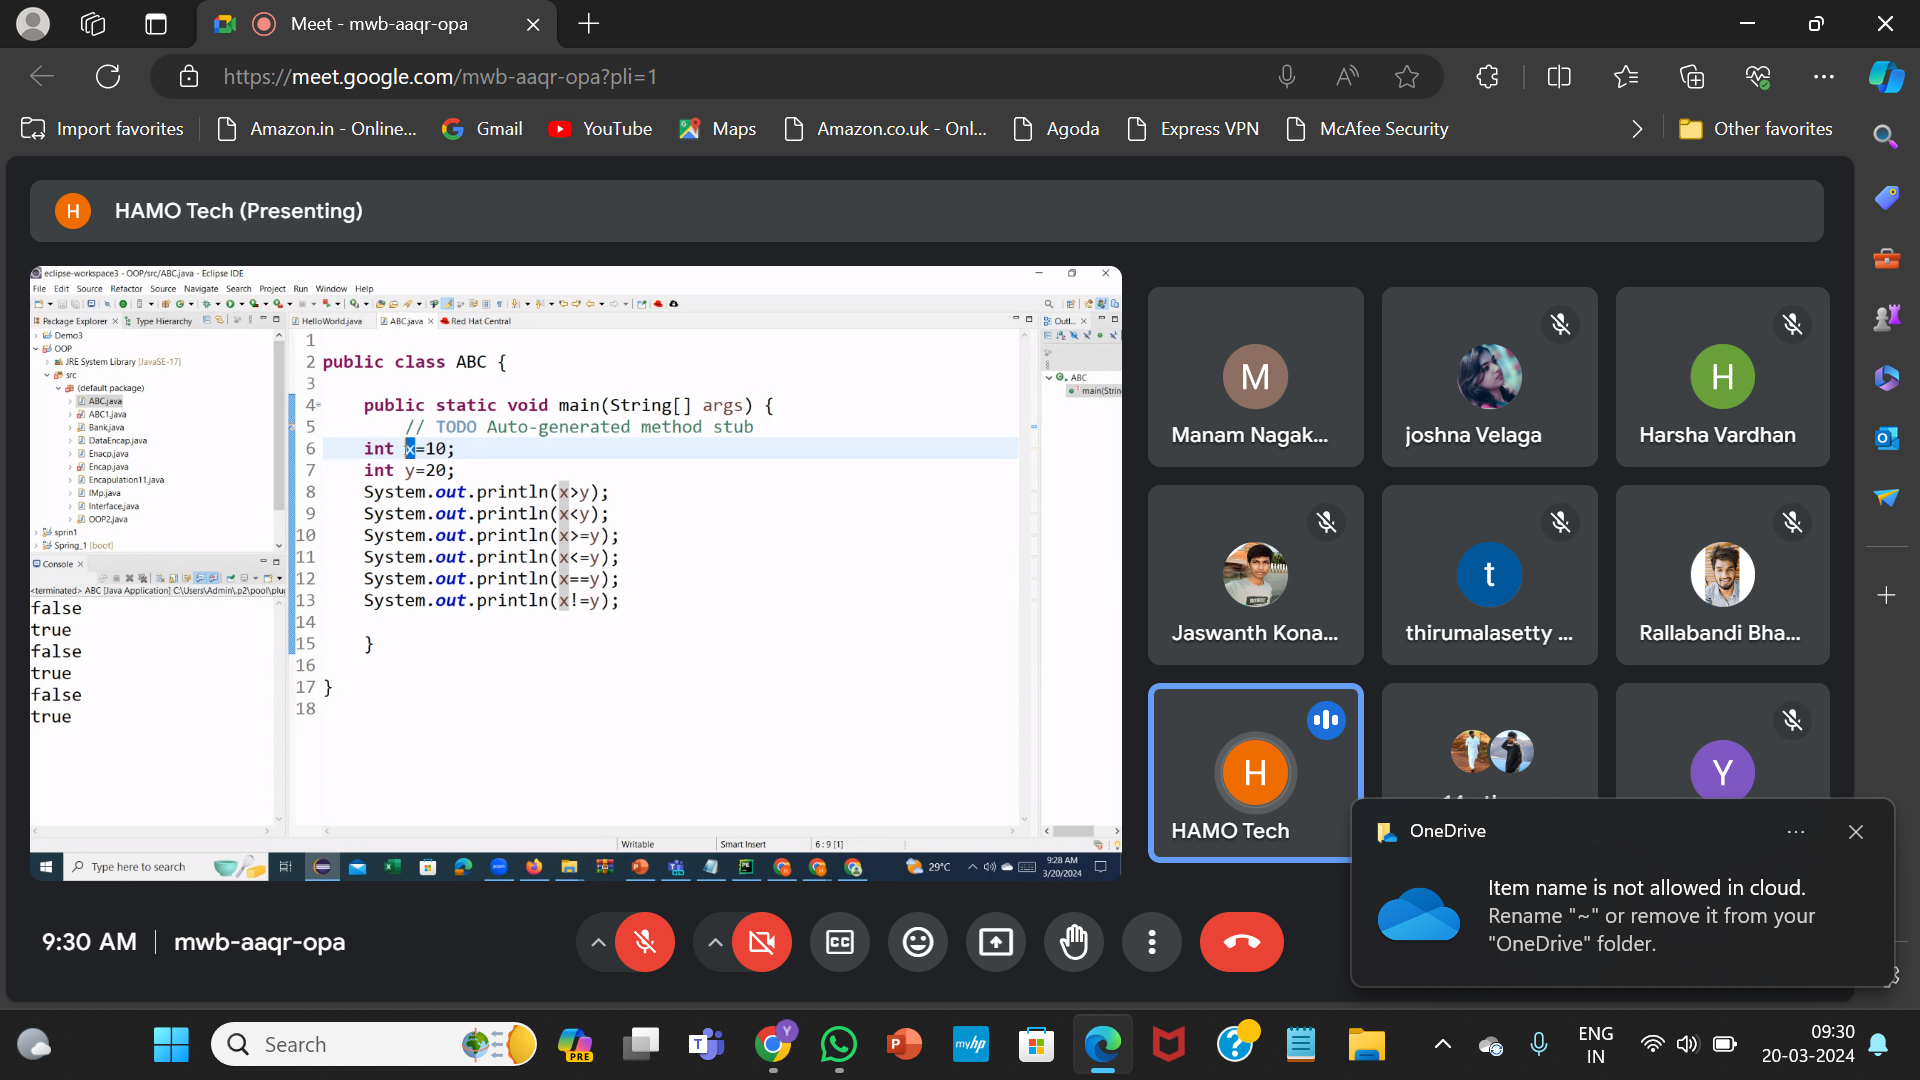 Meet - mwb-aaqr-opa
https://meet.google.com/mwb-aaqr-opa?pli=1
Import favorites
Amazon.in - Online...
Gmail
YouTube
Maps
Amazon.co.uk - Onl...
Agoda
Express VPN
McAfee Security
Other favorites
H
HAMO Tech (Presenting)
eclipse-workspace3 - OOP/src/ABC.java - Eclipse IDE
File Edit Source Refactor Source Navigate Search Project Run Window Help
Package Explorer
Type Hierarchy
HelloWorld.java
ABC.java
Red Hat Central
Outl...
Demo3
OOP
JRE System Library [JavaSE-17]
src
(default package)
ABC.java
ABC1.java
Bank.java
DataEncap.java
Enacp.java
Encap.java
Encapulation11.java
IMp.java
Interface.java
OOP2.java
sprin1
Spring_1 [boot]
1
2 public class ABC {
3
4 public static void main(String[] args) {
5 // TODO Auto-generated method stub
6 int x=10;
7 int y=20;
8 System.out.println(x>y);
9 System.out.println(x<y);
10 System.out.println(x>=y);
11 System.out.println(x<=y);
12 System.out.println(x==y);
13 System.out.println(x!=y);
14
15 }
16
17 }
18
ABC
main(Strin
Console
<terminated> ABC [Java Application] C:\Users\Admin\.p2\pool\plu
false
true
false
true
false
true
Writable
Smart Insert
6 : 9 [1]
Type here to search
29°C
9:28 AM
3/20/2024
M
Manam Nagak...
joshna Velaga
H
Harsha Vardhan
Jaswanth Kona...
t
thirumalasetty ...
Rallabandi Bha...
H
HAMO Tech
Y
OneDrive
Item name is not allowed in cloud.
Rename "~" or remove it from your
"OneDrive" folder.
9:30 AM
mwb-aaqr-opa
CC
Search
PRE
T
Y
P
myhp
ENG
IN
09:30
20-03-2024